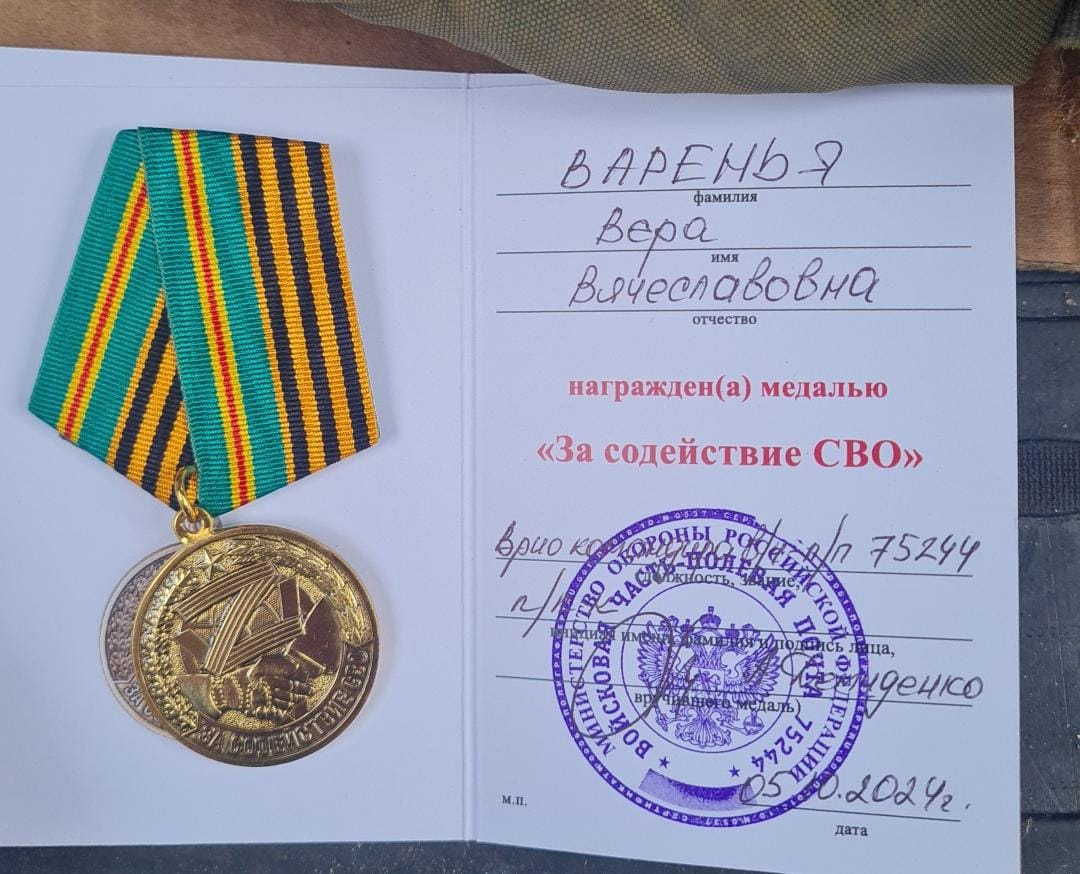 ВАРЕНЬЯ
фамилия
Вера
имя
Вячеславовна
отчество
награжден(а) медалью
«За содействие СВО»
Врио командира в/ч п/п 75244
(должность, звание,
п/п-к
инициал имени, фамилия и подпись лица,
вручившего медаль)
МИНИСТЕРСТВО ОБОРОНЫ РОССИЙСКОЙ ФЕДЕРАЦИИ
ВОЙСКОВАЯ ЧАСТЬ-ПОЛЕВАЯ ПОЧТА 75244
05.10.2024г.
м.п.
дата
ЗА СОДЕЙСТВИЕ СВО